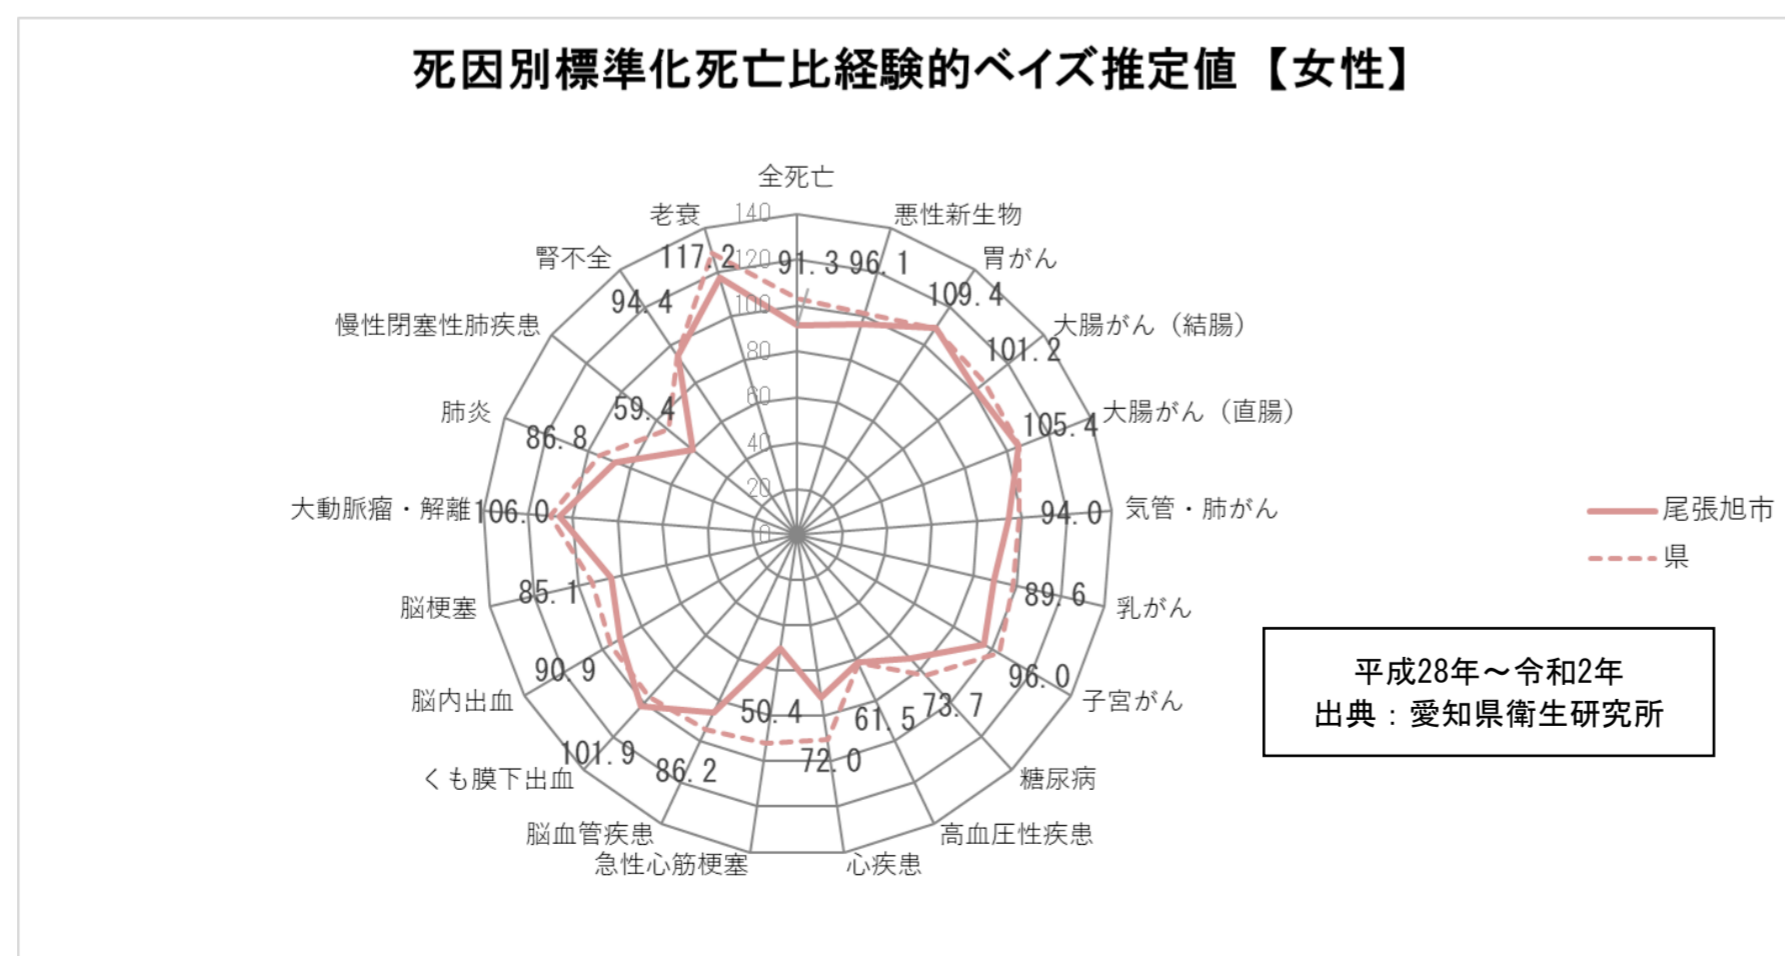 死因別標準化死亡比経験的ベイズ推定値【女性】
全死亡
老衰
140
悪性新生物
腎不全
117.2
120
91.3
96.1
胃がん
94.4
100
109.4
慢性閉塞性肺疾患
大腸がん（結腸）
80
101.2
60
59.4
肺炎
大腸がん（直腸）
86.8
40
105.4
20
大動脈瘤・解離
106.0
0
94.0
気管・肺がん
尾張旭市
県
脳梗塞
85.1
89.6
乳がん
脳内出血
90.9
96.0
子宮がん
平成28年～令和2年
出典：愛知県衛生研究所
50.4
61.5
73.7
くも膜下出血
101.9
86.2
72.0
糖尿病
脳血管疾患
高血圧性疾患
急性心筋梗塞
心疾患